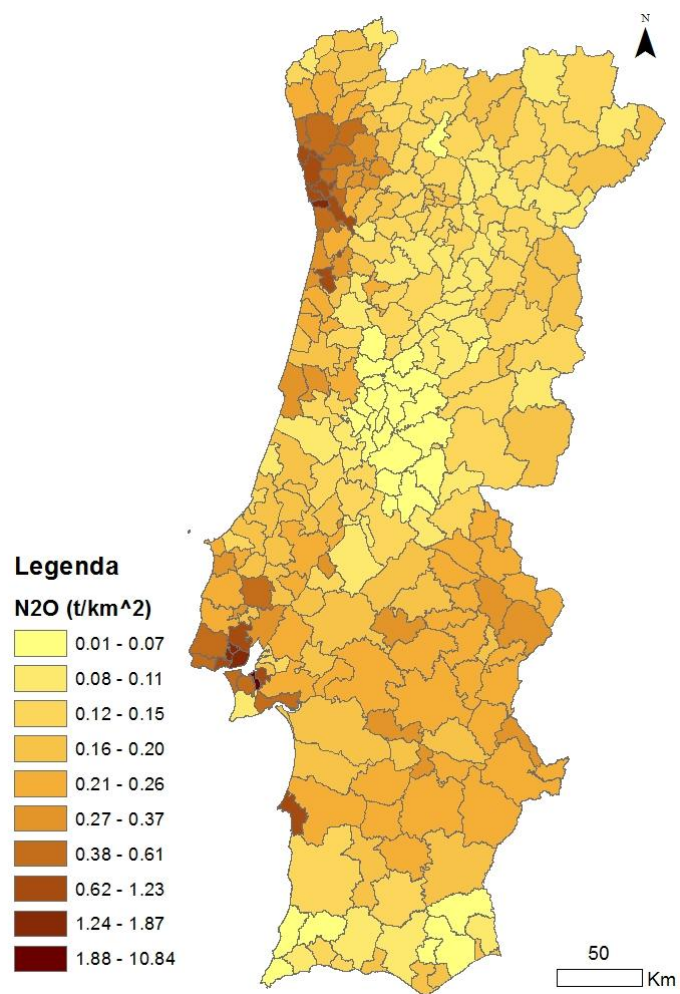 N
Legenda
N2O (t/km^2)
0.01 - 0.07
0.08 - 0.11
0.12 - 0.15
0.16 - 0.20
0.21 - 0.26
0.27 - 0.37
0.38 - 0.61
0.62 - 1.23
1.24 - 1.87
1.88 - 10.84
50
Km